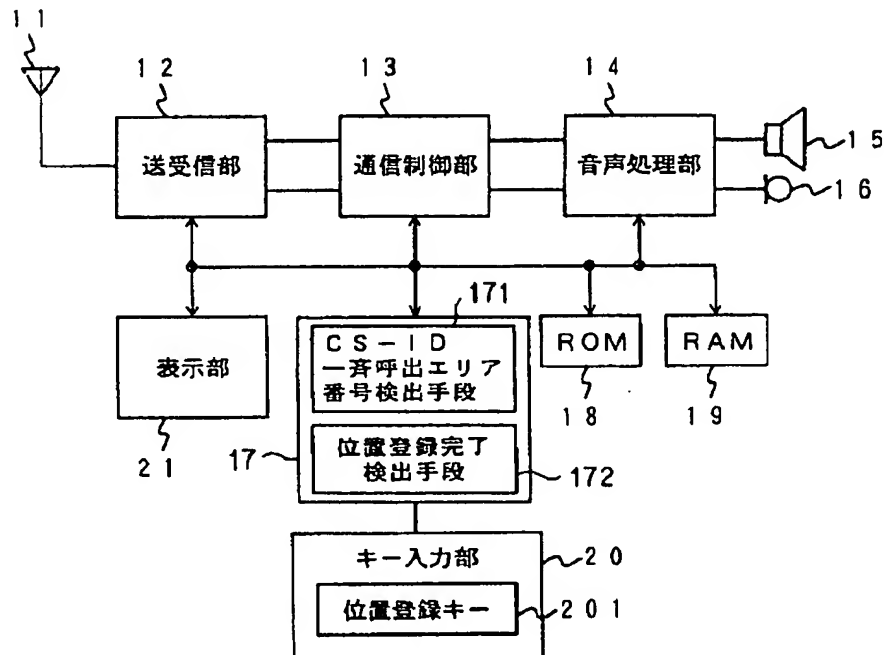 11
12
13
14
送受信部
通信制御部
音声処理部
15
16
171
表示部
CS-ID
一斉呼出エリア
番号検出手段
ROM
RAM
18
19
21
17
位置登録完了
検出手段
172
キー入力部
20
位置登録キー
201